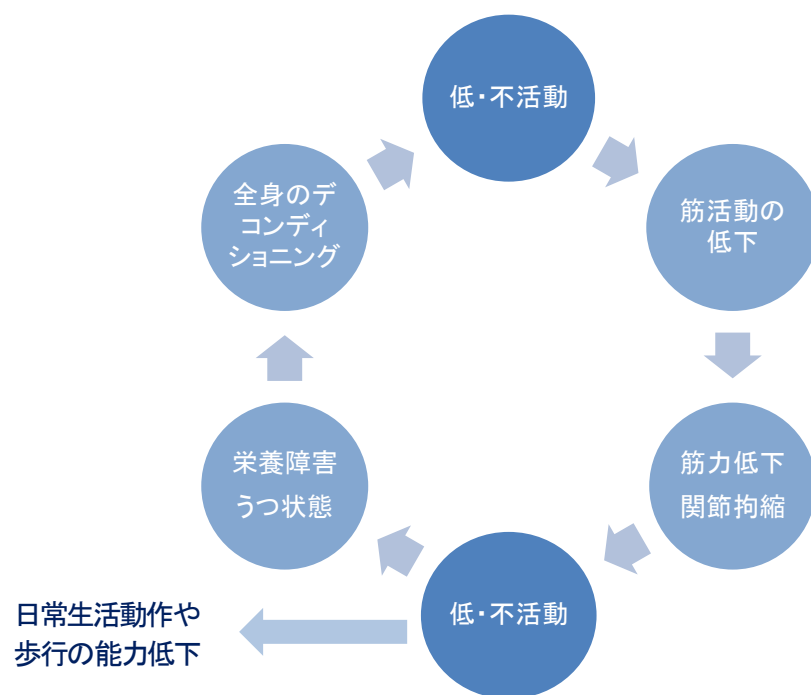 低・不活動
筋活動の
低下
筋力低下
関節拘縮
低・不活動
日常生活動作や
歩行の能力低下
栄養障害
うつ状態
全身のデ
コンディ
ショニング